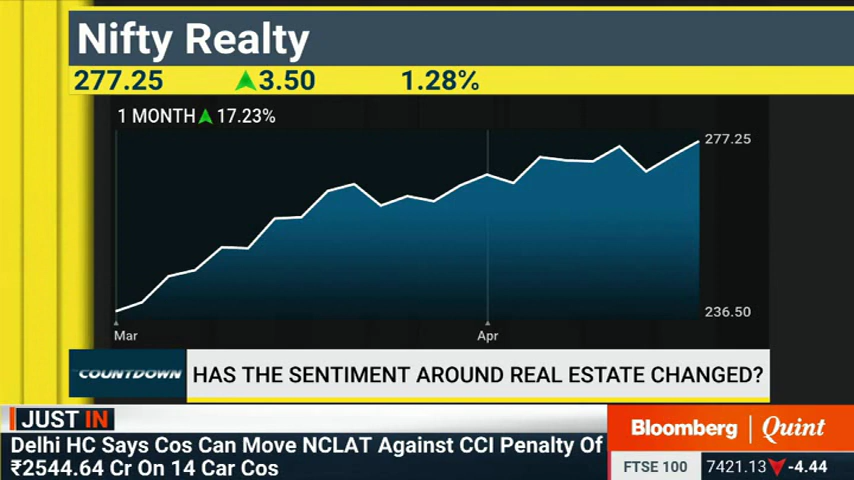 Nifty Realty
277.25 ▲3.50 1.28%
1 MONTH▲17.23%
277.25
236.50
Mar Apr
COUNTDOWN HAS THE SENTIMENT AROUND REAL ESTATE CHANGED?
JUST IN
Delhi HC Says Cos Can Move NCLAT Against CCI Penalty Of
₹2544.64 Cr On 14 Car Cos
Bloomberg | Quint
FTSE 100 7421.13▼-4.44